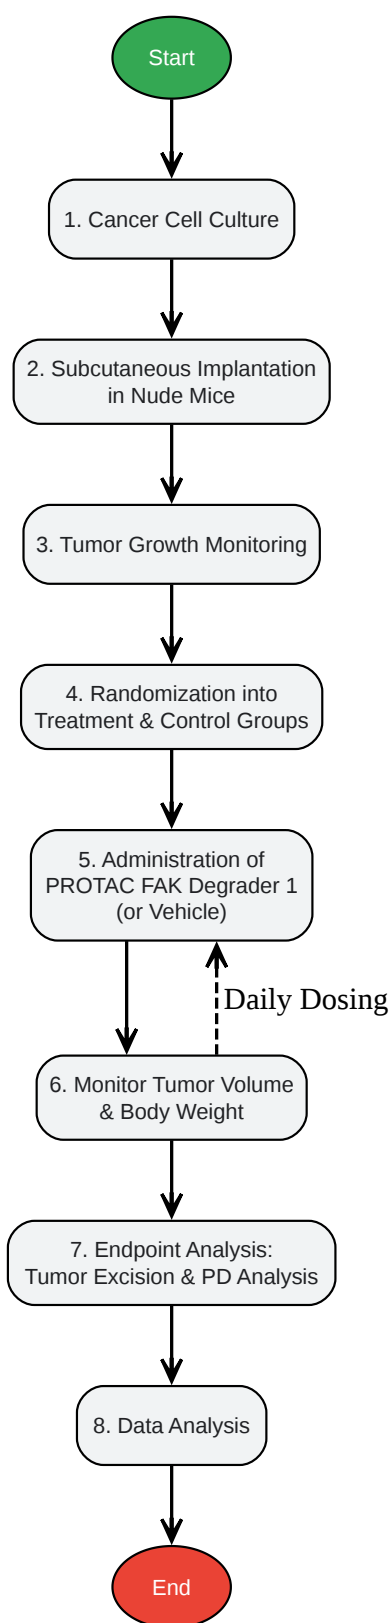 Start
1. Cancer Cell Culture
2. Subcutaneous Implantation
in Nude Mice
3. Tumor Growth Monitoring
4. Randomization into
Treatment & Control Groups
5. Administration of
PROTAC FAK Degrader 1
(or Vehicle)
Daily Dosing
6. Monitor Tumor Volume
& Body Weight
7. Endpoint Analysis:
Tumor Excision & PD Analysis
8. Data Analysis
End